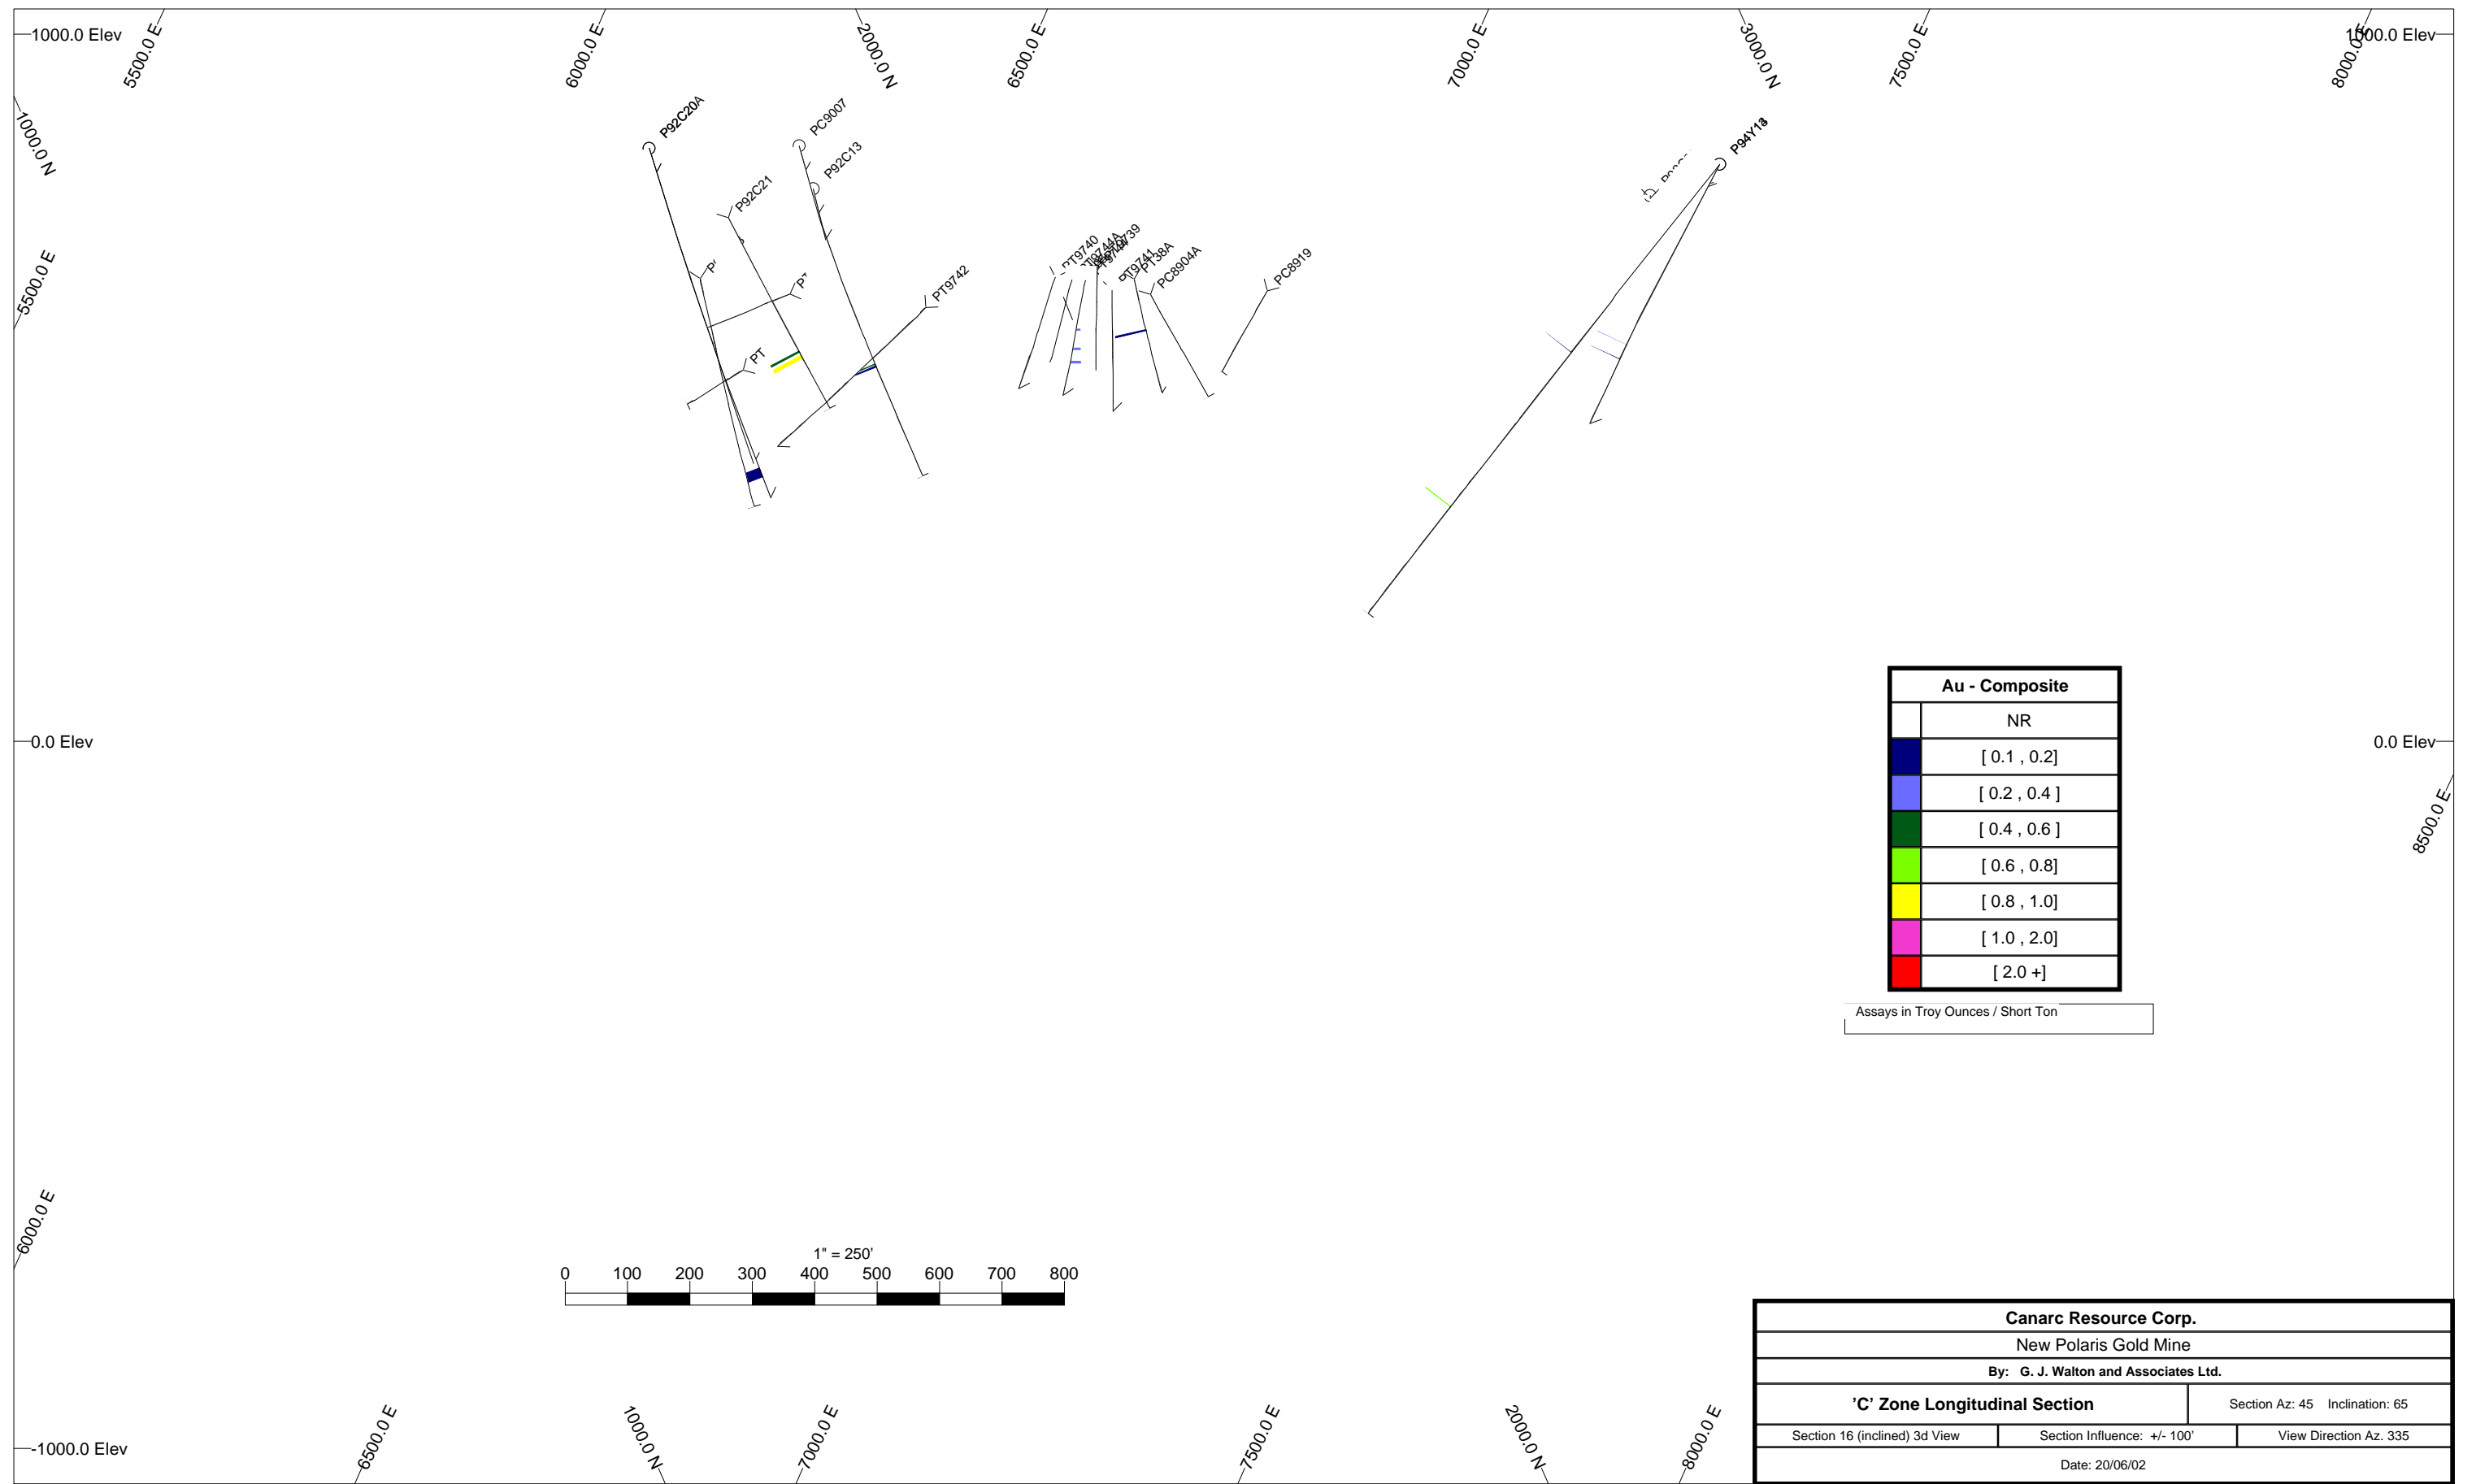 5500.0 E
6000.0 E
2000.0 N
6500.0 E
7000.0 E
3000.0 N
7500.0 E
8000.0 E
1000.0 Elev
1000.0 Elev
1000.0 N
P92C20A
PC9007
P92C13
P92C21
P94Y14
PT9740
PT9744A
PT9741
PT38A
PC8904A
PC8919
PT9742
PT
5500.0 E
0.0 Elev
0.0 Elev
8500.0 E
Au - Composite
NR
[ 0.1 , 0.2]
[ 0.2 , 0.4 ]
[ 0.4 , 0.6 ]
[ 0.6 , 0.8]
[ 0.8 , 1.0]
[ 1.0 , 2.0]
[ 2.0 +]
Assays in Troy Ounces / Short Ton
6000.0 E
1" = 250'
0 100 200 300 400 500 600 700 800
-1000.0 Elev
6500.0 E
1000.0 N
7000.0 E
7500.0 E
2000.0 N
8000.0 E
Canarc Resource Corp.
New Polaris Gold Mine
By: G. J. Walton and Associates Ltd.
'C' Zone Longitudinal Section
Section Az: 45 Inclination: 65
Section 16 (inclined) 3d View
Section Influence: +/- 100'
View Direction Az. 335
Date: 20/06/02